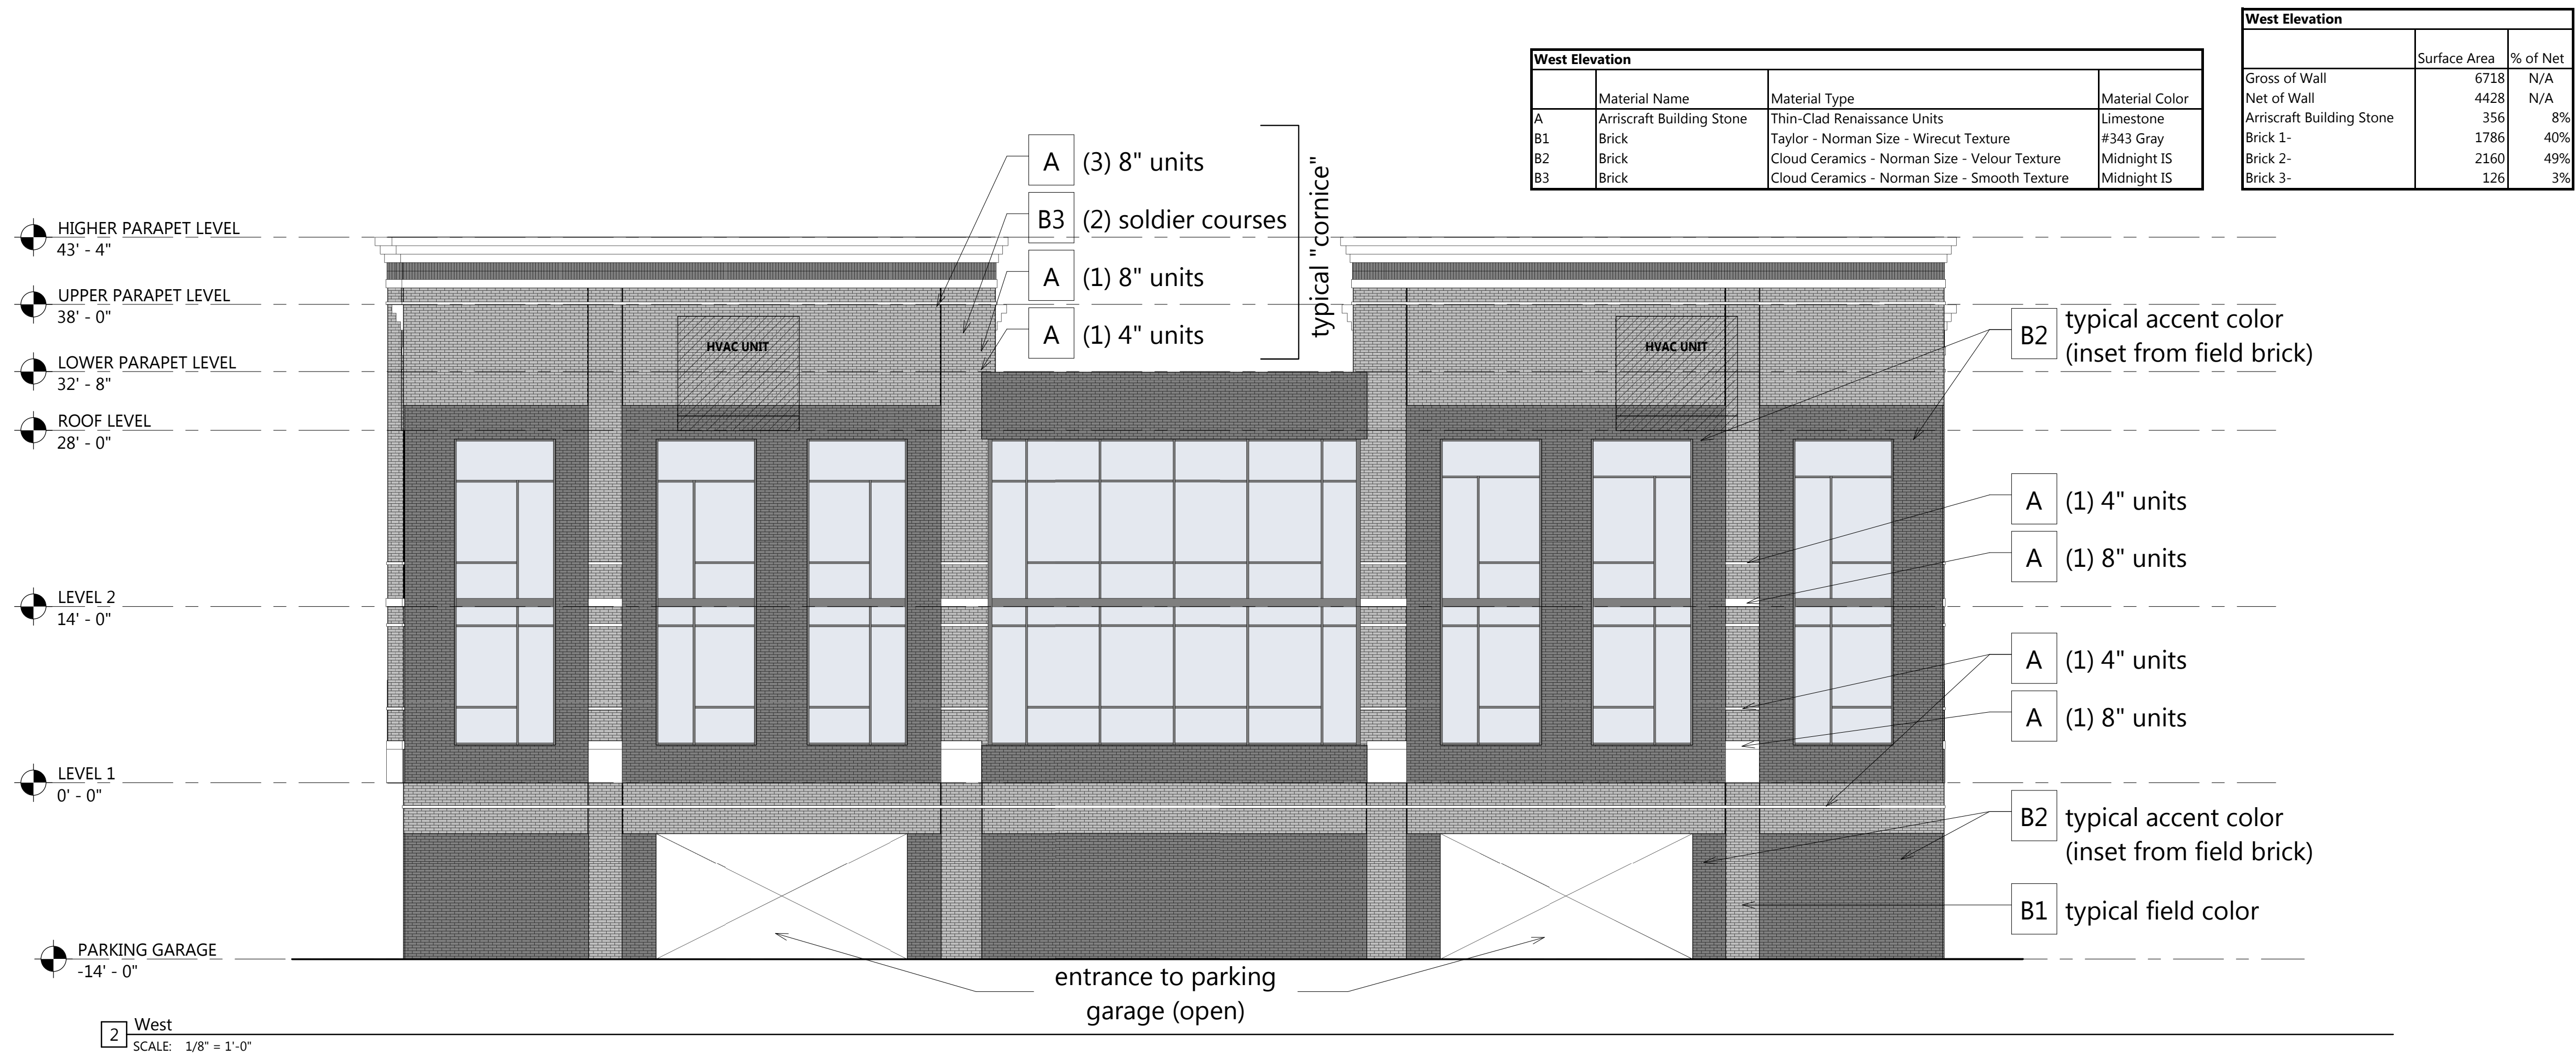 West Elevation
Surface Area % of Net
Gross of Wall 6718 N/A
Net of Wall 4428 N/A
Arriscraft Building Stone 356 8%
Brick 1- 1786 40%
Brick 2- 2160 49%
Brick 3- 126 3%
West Elevation
Material Name Material Type Material Color
A Arriscraft Building Stone Thin-Clad Renaissance Units Limestone
B1 Brick Taylor - Norman Size - Wirecut Texture #343 Gray
B2 Brick Cloud Ceramics - Norman Size - Velour Texture Midnight IS
B3 Brick Cloud Ceramics - Norman Size - Smooth Texture Midnight IS
A (3) 8" units
B3 (2) soldier courses
A (1) 8" units
A (1) 4" units
typical "cornice"
HIGHER PARAPET LEVEL
43' - 4"
UPPER PARAPET LEVEL
38' - 0"
LOWER PARAPET LEVEL
32' - 8"
ROOF LEVEL
28' - 0"
LEVEL 2
14' - 0"
LEVEL 1
0' - 0"
PARKING GARAGE
-14' - 0"
HVAC UNIT
HVAC UNIT
B2 typical accent color
(inset from field brick)
A (1) 4" units
A (1) 8" units
A (1) 4" units
A (1) 8" units
B2 typical accent color
(inset from field brick)
B1 typical field color
entrance to parking
garage (open)
2 West
SCALE: 1/8" = 1'-0"